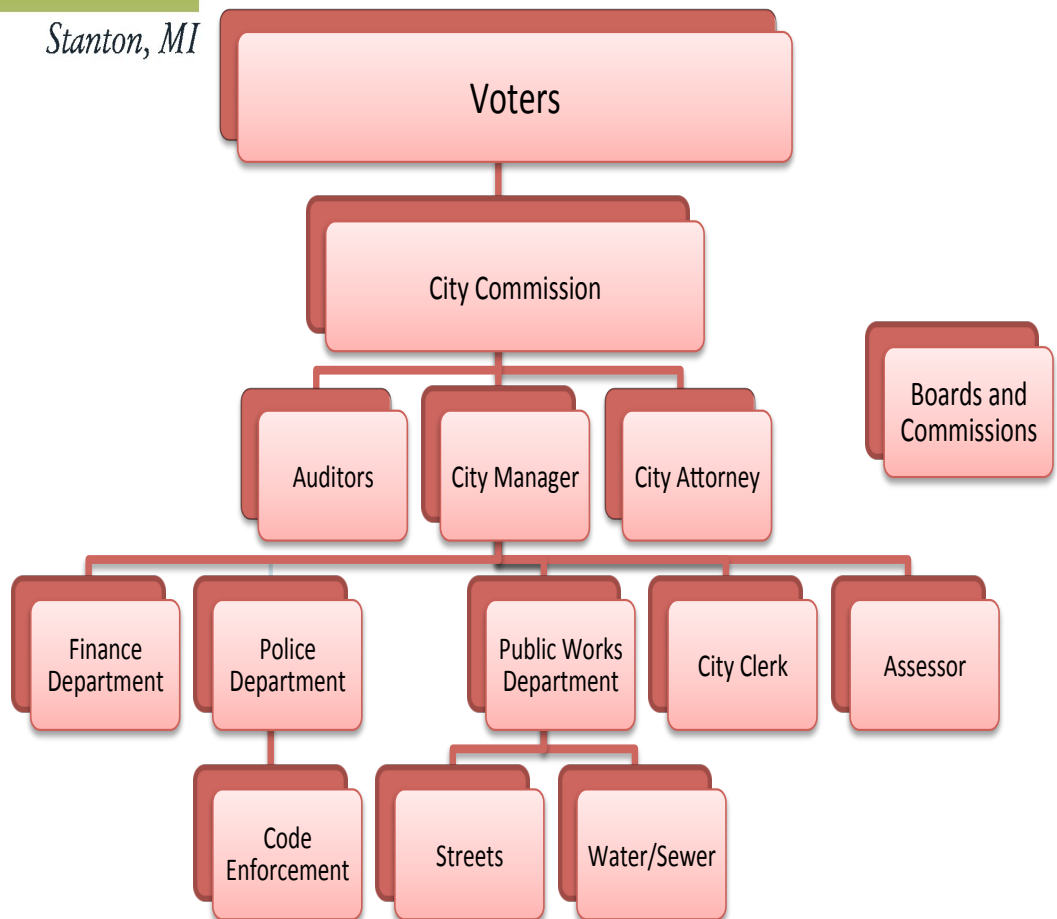 Stanton, MI
Voters
City Commission
Boards and
Commissions
Auditors
City Manager
City Attorney
Finance
Department
Police
Department
Public Works
Department
City Clerk
Assessor
Code
Enforcement
Streets
Water/Sewer